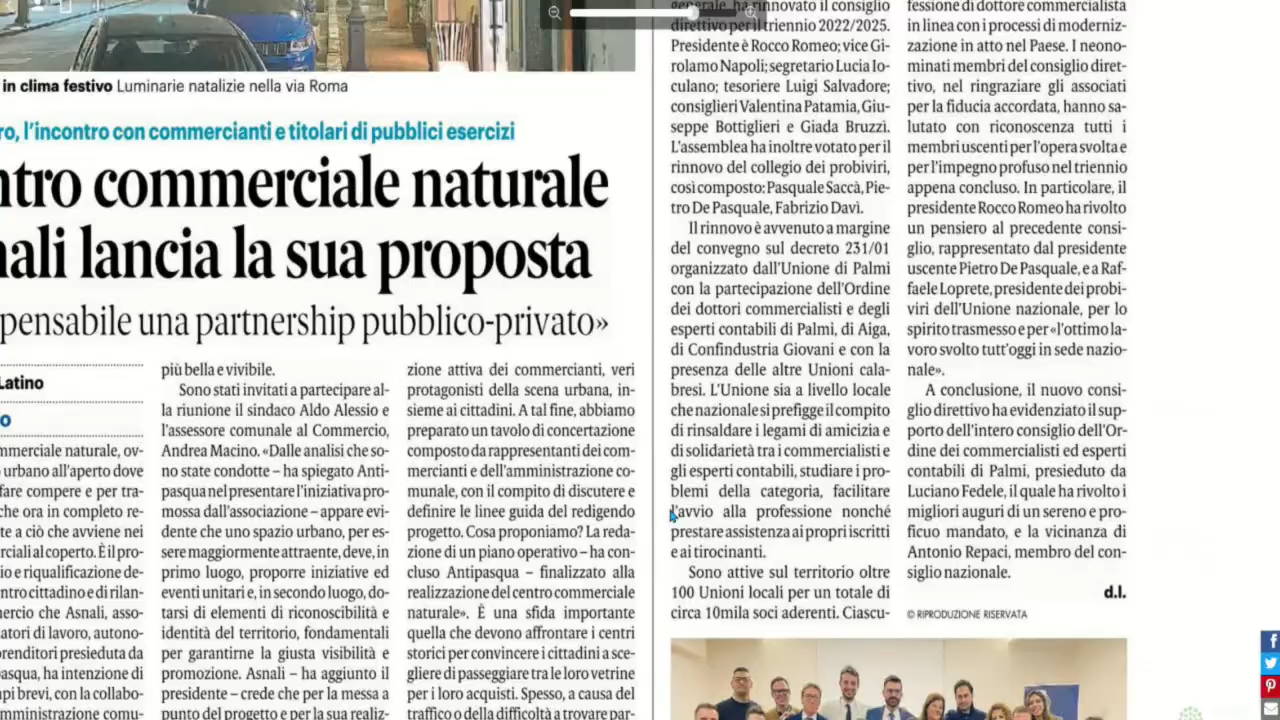 in clima festivo Luminarie natalizie nella via Roma
ro, l'incontro con commercianti e titolari di pubblici esercizi
ntro commerciale naturale
nali lancia la sua proposta
pensabile una partnership pubblico-privato»
Latino
o
mmerciale naturale, ov-
urbano all'aperto dove
fare compere e per tra-
che ora in completo re-
te a ciò che avviene nei
rciali al coperto. È il pro-
io e riqualificazione de-
ntro cittadino e di rilan-
mercio che Asnali, asso-
atori di lavoro, autono-
renditori presieduta da
asqua, ha intenzione di
pi brevi, con la collabo-
mministrazione comu-
più bella e vivibile.
Sono stati invitati a partecipare al-
la riunione il sindaco Aldo Alessio e
l'assessore comunale al Commercio,
Andrea Macino. «Dalle analisi che so-
no state condotte – ha spiegato Anti-
pasqua nel presentare l'iniziativa pro-
mossa dall'associazione – appare evi-
dente che uno spazio urbano, per es-
sere maggiormente attraente, deve, in
primo luogo, proporre iniziative ed
eventi unitari e, in secondo luogo, do-
tarsi di elementi di riconoscibilità e
identità del territorio, fondamentali
per garantirne la giusta visibilità e
promozione. Asnali – ha aggiunto il
presidente – crede che per la messa a
punto del progetto e per la sua realiz-
zione attiva dei commercianti, veri
protagonisti della scena urbana, in-
sieme ai cittadini. A tal fine, abbiamo
preparato un tavolo di concertazione
composto da rappresentanti dei com-
mercianti e dell'amministrazione co-
munale, con il compito di discutere e
definire le linee guida del redigendo
progetto. Cosa proponiamo? La reda-
zione di un piano operativo – ha con-
cluso Antipasqua – finalizzato alla
realizzazione del centro commerciale
naturale». È una sfida importante
quella che devono affrontare i centri
storici per convincere i cittadini a sce-
gliere di passeggiare tra le loro vetrine
per i loro acquisti. Spesso, a causa del
traffico o della difficoltà a trovare par-
generale, ha rinnovato il consiglio
direttivo per il triennio 2022/2025.
Presidente è Rocco Romeo; vice Gi-
rolamo Napoli; segretario Lucia Io-
culano; tesoriere Luigi Salvadore;
consiglieri Valentina Patamia, Giu-
seppe Bottiglieri e Giada Bruzzì.
L'assemblea ha inoltre votato per il
rinnovo del collegio dei probiviri,
così composto: Pasquale Saccà, Pie-
tro De Pasquale, Fabrizio Davì.
Il rinnovo è avvenuto a margine
del convegno sul decreto 231/01
organizzato dall'Unione di Palmi
con la partecipazione dell'Ordine
dei dottori commercialisti e degli
esperti contabili di Palmi, di Aiga,
di Confindustria Giovani e con la
presenza delle altre Unioni cala-
bresi. L'Unione sia a livello locale
che nazionale si prefigge il compito
di rinsaldare i legami di amicizia e
di solidarietà tra i commercialisti e
gli esperti contabili, studiare i pro-
blemi della categoria, facilitare
l'avvio alla professione nonché
prestare assistenza ai propri iscritti
e ai tirocinanti.
Sono attive sul territorio oltre
100 Unioni locali per un totale di
circa 10mila soci aderenti. Ciascu-
fessione di dottore commercialista
in linea con i processi di moderniz-
zazione in atto nel Paese. I neono-
minati membri del consiglio diret-
tivo, nel ringraziare gli associati
per la fiducia accordata, hanno sa-
lutato con riconoscenza tutti i
membri uscenti per l'opera svolta e
per l'impegno profuso nel triennio
appena concluso. In particolare, il
presidente Rocco Romeo ha rivolto
un pensiero al precedente consi-
glio, rappresentato dal presidente
uscente Pietro De Pasquale, e a Raf-
faele Loprete, presidente dei probi-
viri dell'Unione nazionale, per lo
spirito trasmesso e per «l'ottimo la-
voro svolto tutt'oggi in sede nazio-
nale».
A conclusione, il nuovo consi-
glio direttivo ha evidenziato il sup-
porto dell'intero consiglio dell'Or-
dine dei commercialisti ed esperti
contabili di Palmi, presieduto da
Luciano Fedele, il quale ha rivolto i
migliori auguri di un sereno e pro-
ficuo mandato, e la vicinanza di
Antonio Repaci, membro del con-
siglio nazionale.
d.l.
© RIPRODUZIONE RISERVATA